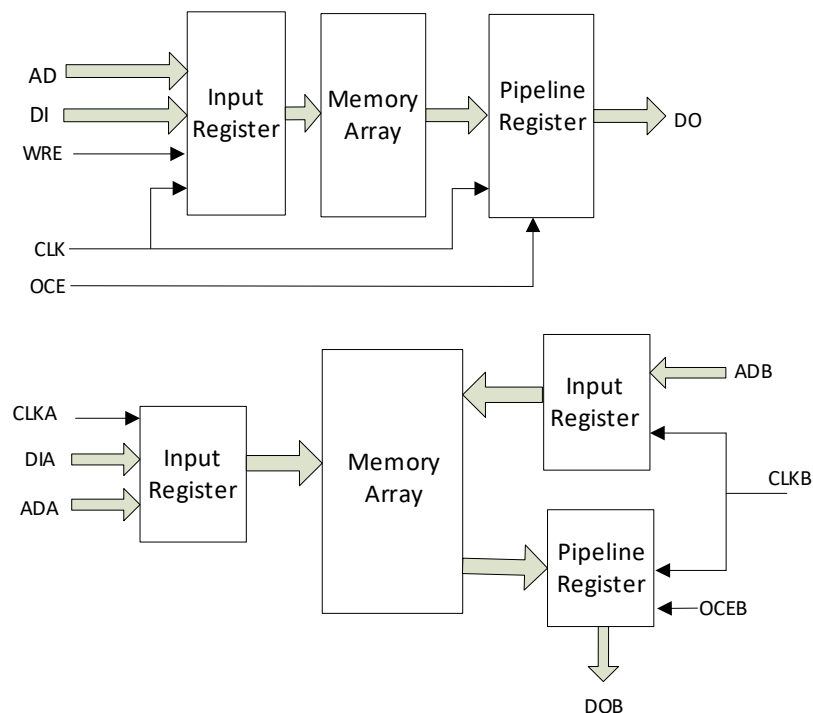 AD
DI
WRE
CLK
OCE
Input
Register
Memory
Array
Pipeline
Register
DO
CLKA
DIA
ADA
Input
Register
Memory
Array
Input
Register
ADB
CLKB
Pipeline
Register
OCEB
DOB